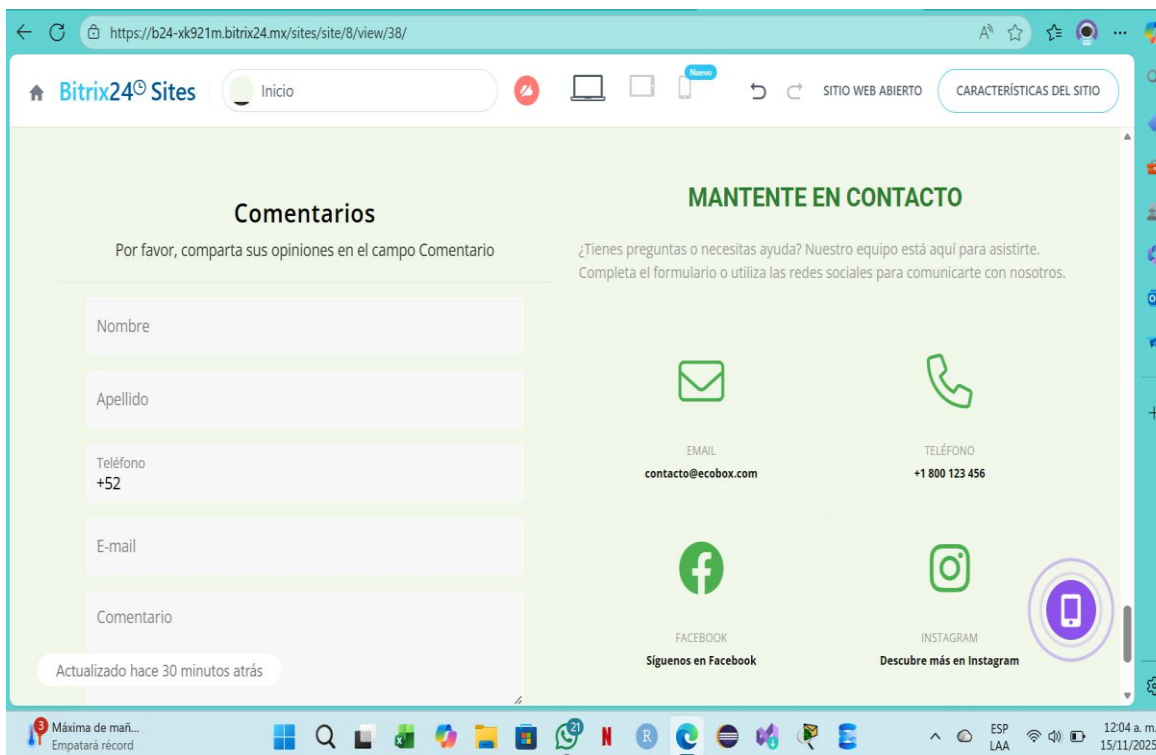 https://b24-xk921m.bitrix24.mx/sites/site/8/view/38/
Bitrix24 Sites
Inicio
Nuevo
SITIO WEB ABIERTO
CARACTERÍSTICAS DEL SITIO
Comentarios
Por favor, comparta sus opiniones en el campo Comentario
Nombre
Apellido
Teléfono
+52
E-mail
Comentario
Actualizado hace 30 minutos atrás
MANTENTE EN CONTACTO
¿Tienes preguntas o necesitas ayuda? Nuestro equipo está aquí para asistirte.
Completa el formulario o utiliza las redes sociales para comunicarte con nosotros.
EMAIL
contacto@ecobox.com
TELÉFONO
+1 800 123 456
FACEBOOK
Síguenos en Facebook
INSTAGRAM
Descubre más en Instagram
3
Máxima de mañ...
Empatará récord
21
N
R
ESP
LAA
12:04 a. m.
15/11/2025